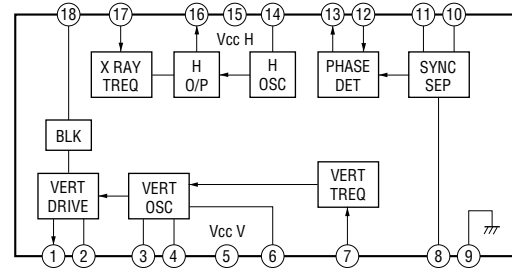 18 17 16 15 14 13 12 11 10
Vcc H
X RAY
TREQ
H
O/P
H
OSC
PHASE
DET
SYNC
SEP
BLK
VERT
DRIVE
VERT
OSC
VERT
TREQ
Vcc V
1 2 3 4 5 6 7 8 9